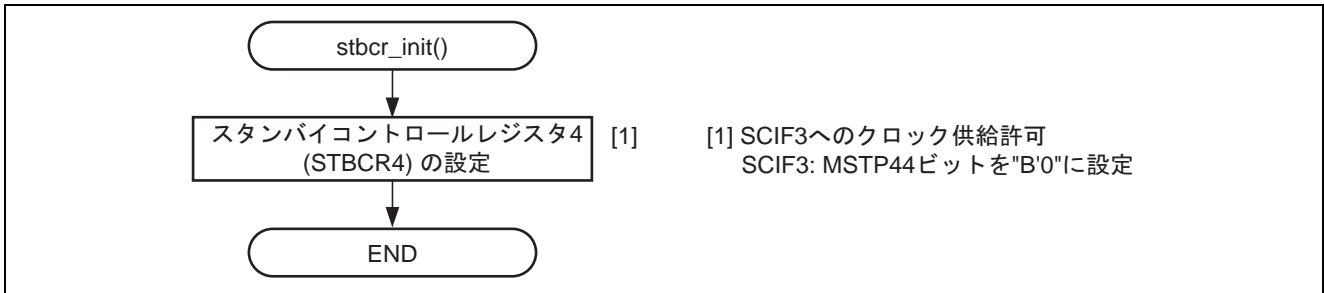 stbcr_init()
スタンバイコントロールレジスタ4 [1] [1] SCIF3へのクロック供給許可
(STBCR4) の設定 SCIF3: MSTP44ビットを"B'0"に設定
END